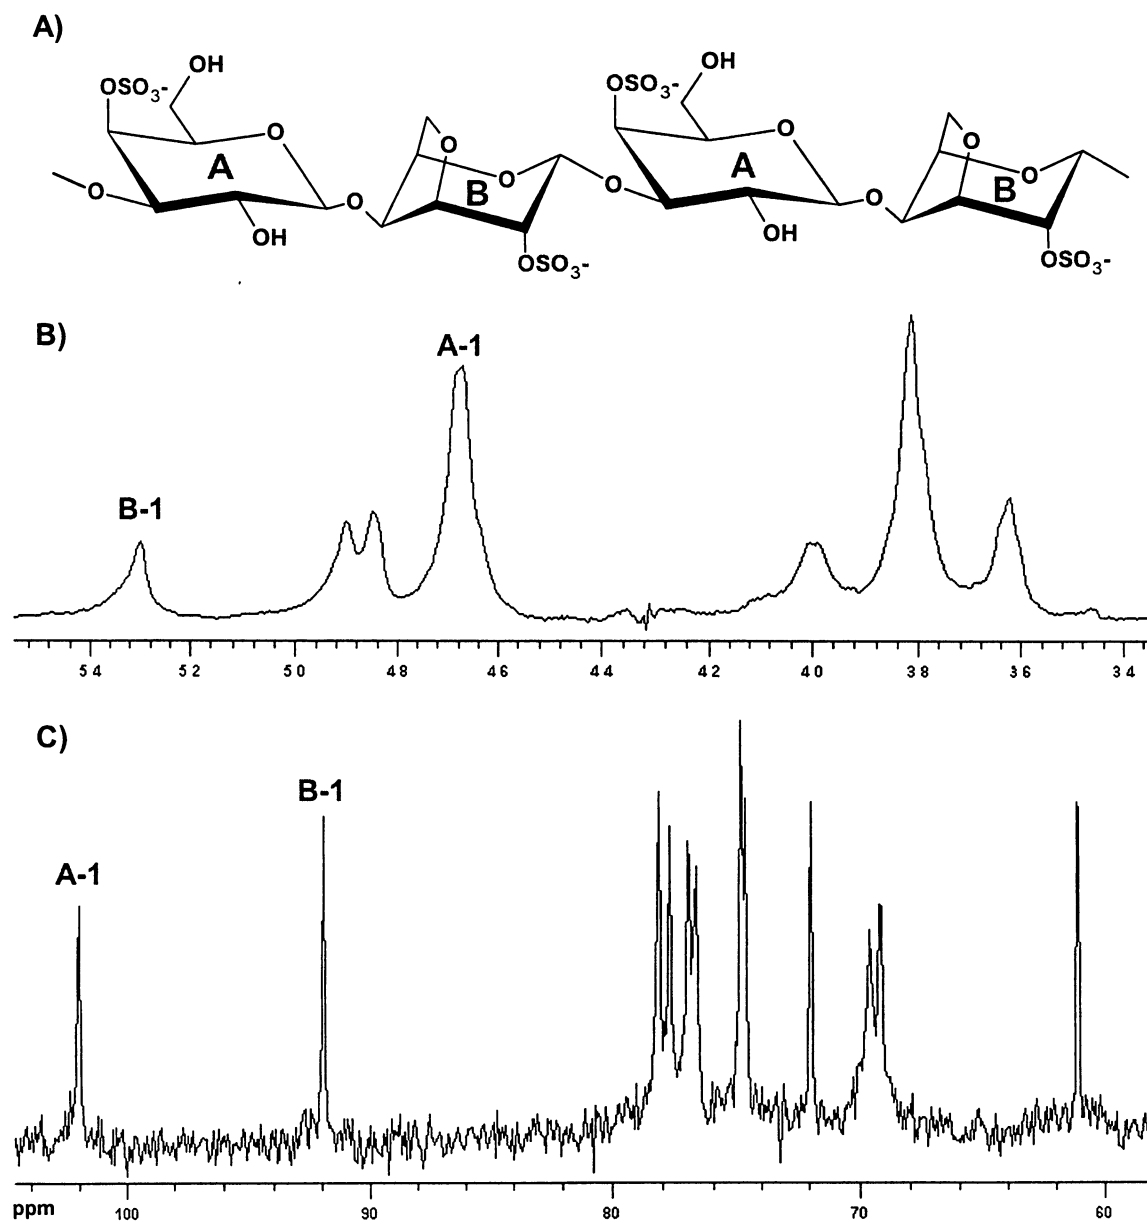 A)
OH OH
OSO3- OSO3-
O O O O
A B A B
O O O O O O
OH OH
OSO3- OSO3-
B)
A-1
B-1
54 52 50 48 46 44 42 40 38 36 34
C)
B-1
A-1
ppm 100 90 80 70 60